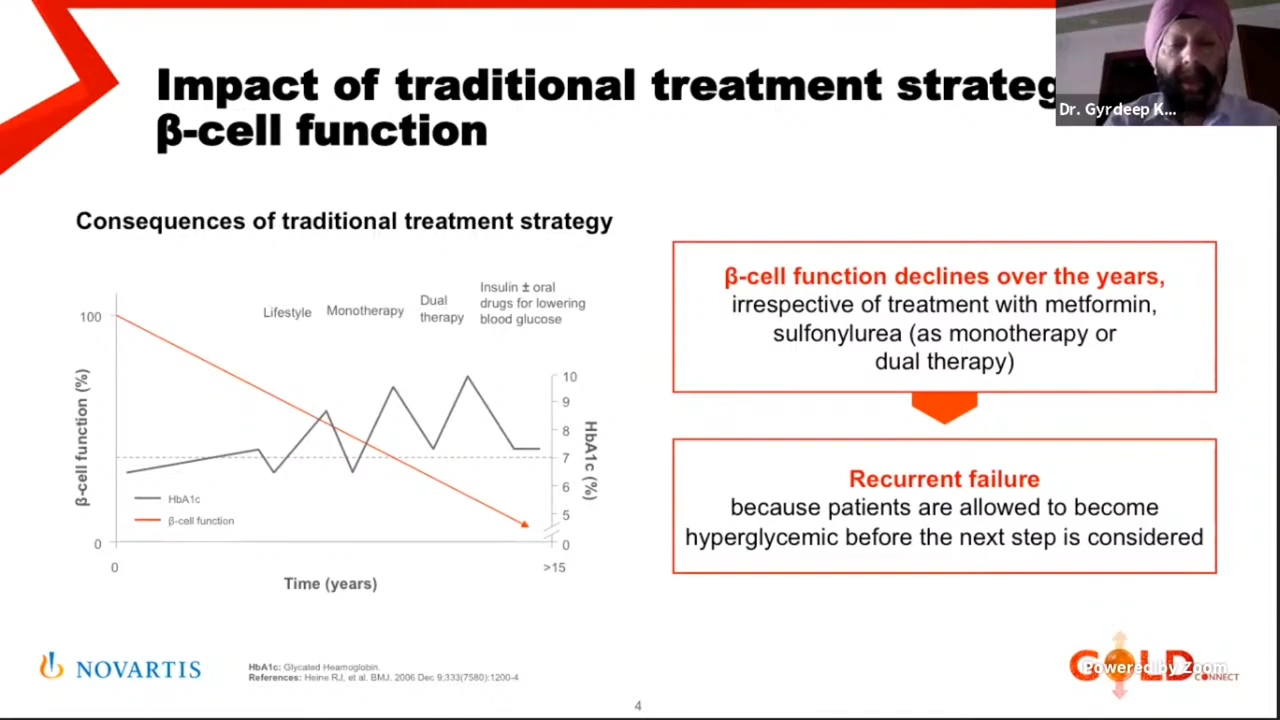 Impact of traditional treatment strateg
β-cell function
Dr. Gyrdeep K...
Consequences of traditional treatment strategy
Lifestyle
Monotherapy
Dual
therapy
Insulin ± oral
drugs for lowering
blood glucose
100
0
β-cell function (%)
10
9
8
7
6
5
0
HbA1c (%)
HbA1c
β-cell function
0
>15
Time (years)
β-cell function declines over the years,
irrespective of treatment with metformin,
sulfonylurea (as monotherapy or
dual therapy)
Recurrent failure
because patients are allowed to become
hyperglycemic before the next step is considered
NOVARTIS
HbA1c: Glycated Heamoglobin.
References: Heine RJ, et al. BMJ. 2006 Dec 9;333(7580):1200-4
4
GOLD
CONNECT
Powered by Zoom